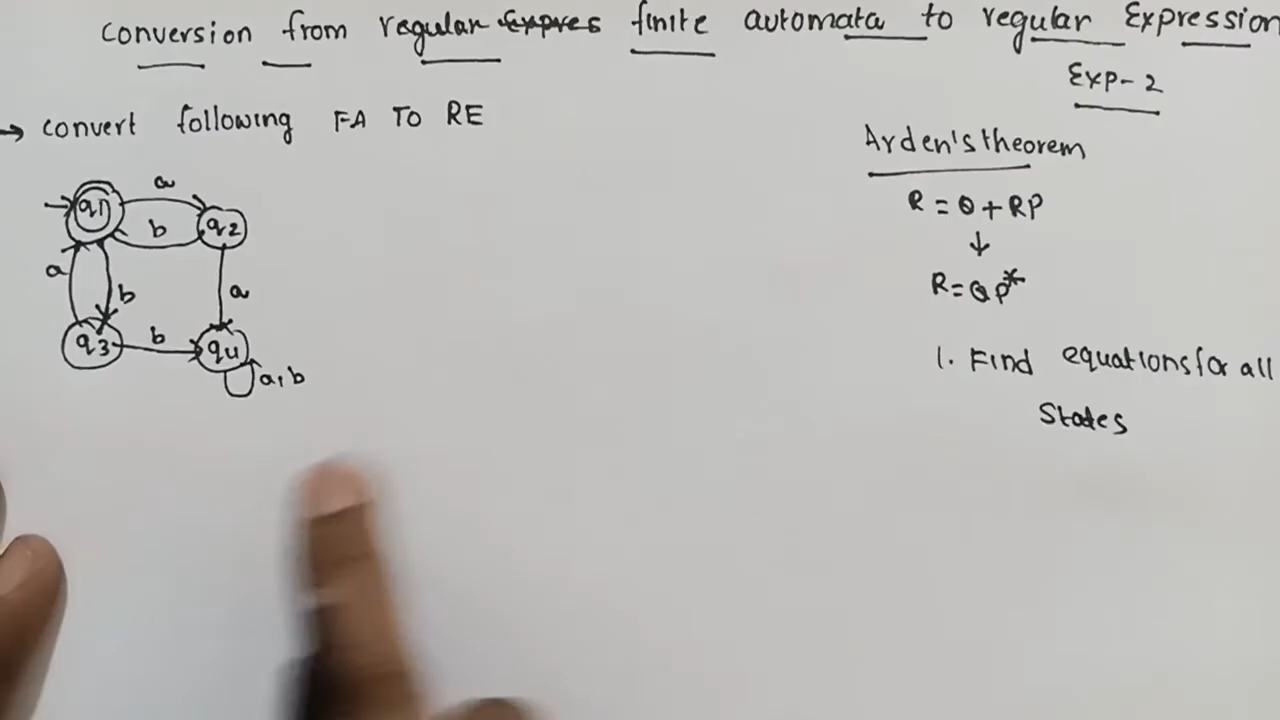 conversion from regular Expres finite automata to regular Expression
Exp-2
→ convert following FA TO RE
Arden's theorem
R = Q + RP
↓
R = QP*
1. Find equations for all
States
a
q1
b
q2
a
b
a
q3
b
q4
a, b